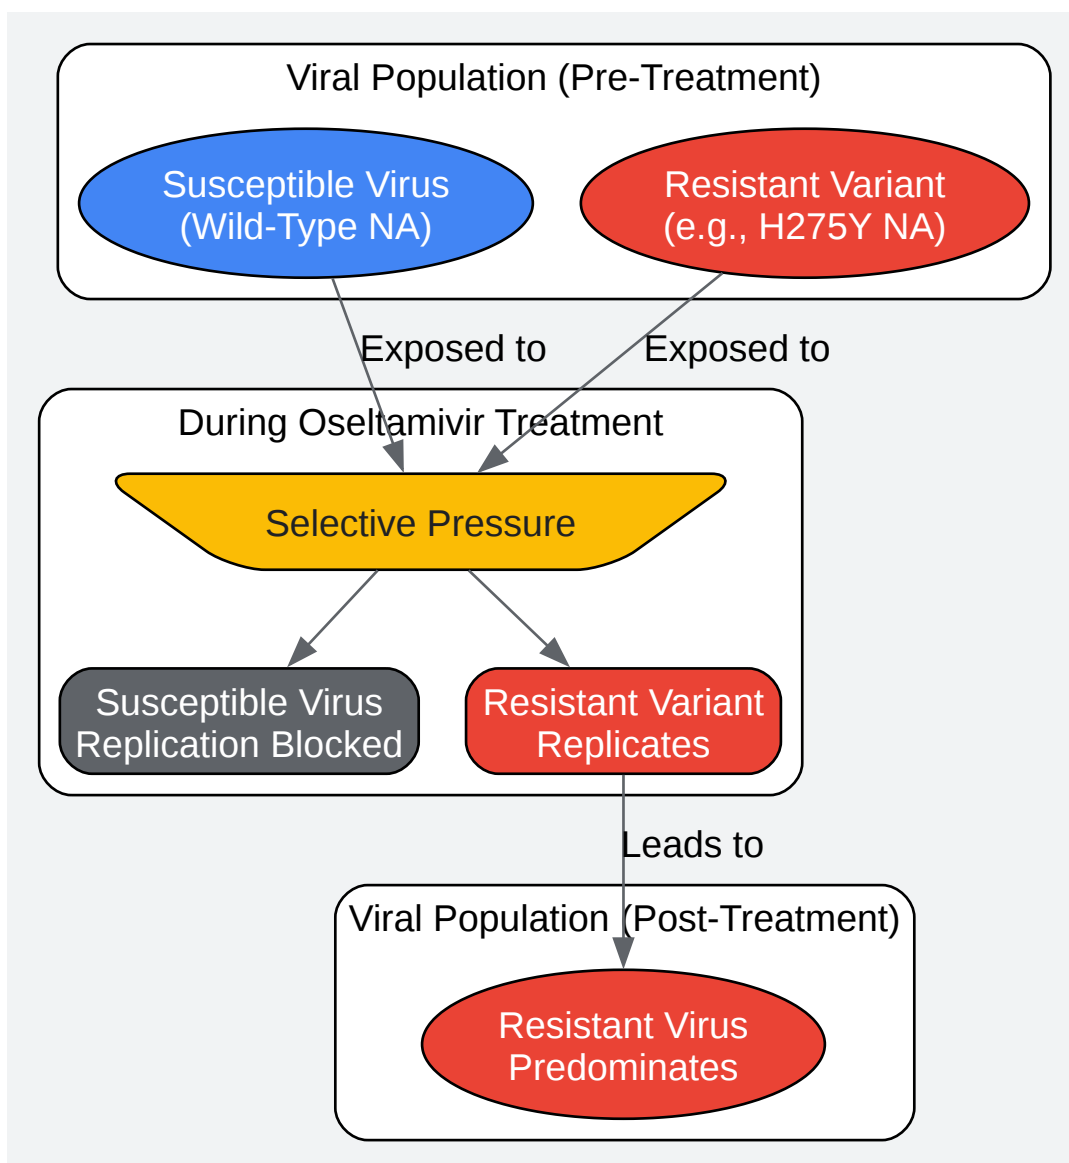 Viral Population (Pre-Treatment)
Susceptible Virus
(Wild-Type NA)
Resistant Variant
(e.g., H275Y NA)
Exposed to
Exposed to
During Oseltamivir Treatment
Selective Pressure
Susceptible Virus
Replication Blocked
Resistant Variant
Replicates
Leads to
Viral Population (Post-Treatment)
Resistant Virus
Predominates